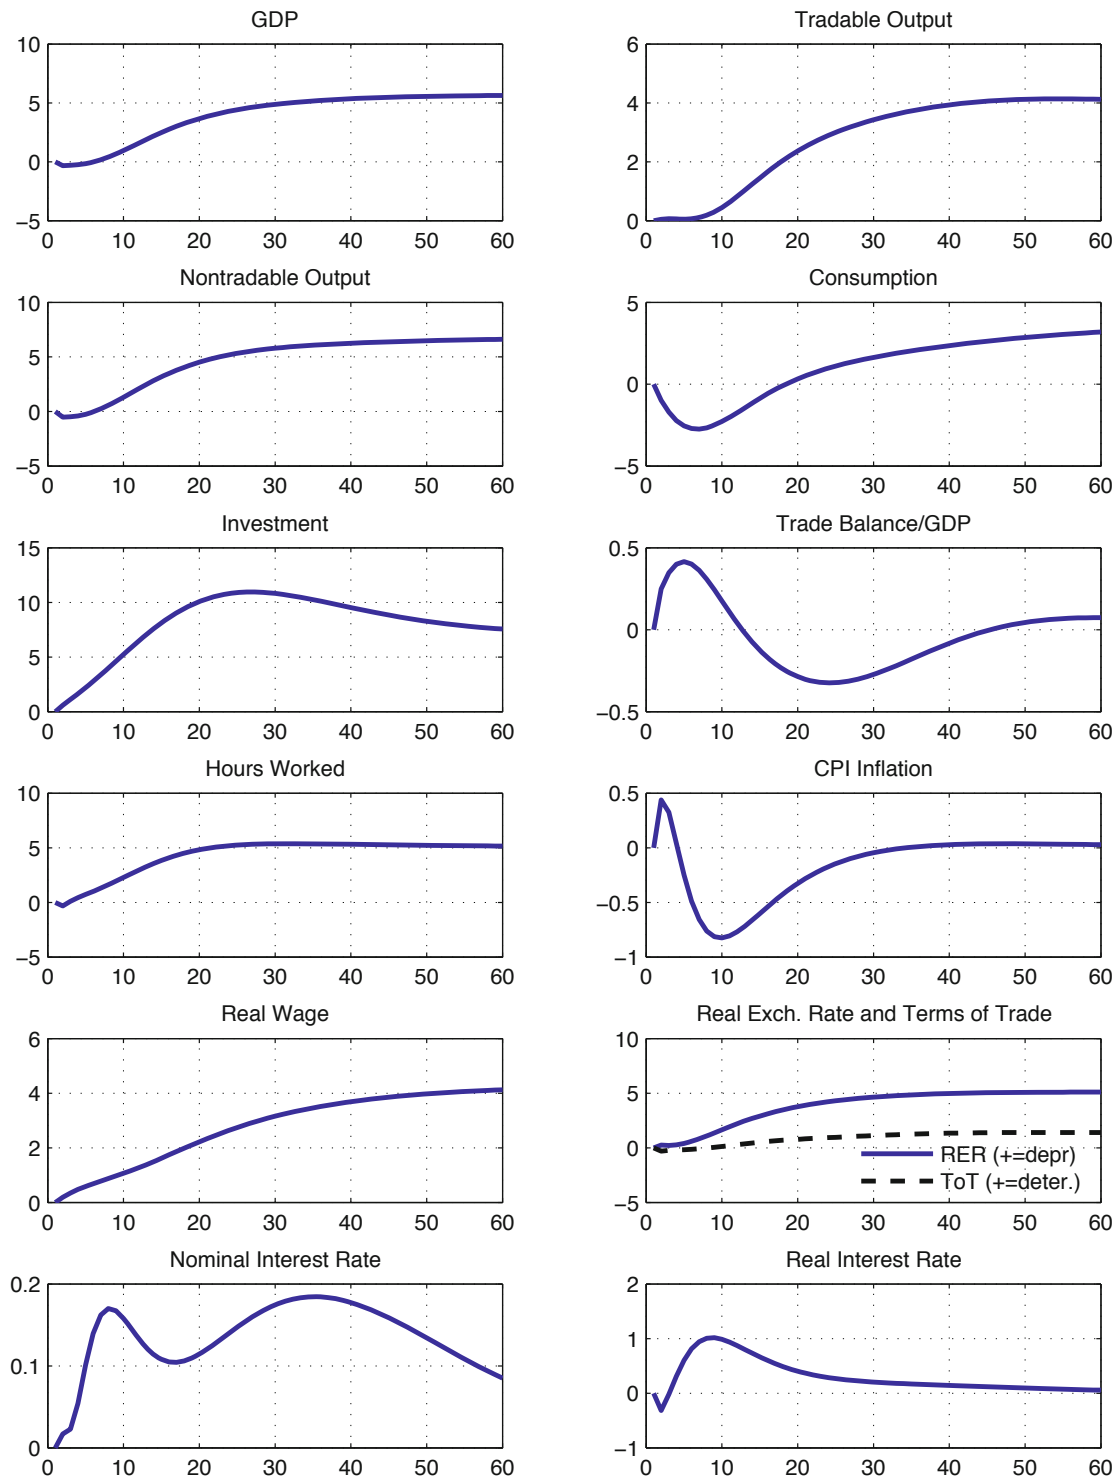 GDP
10
5
0
−5
0 10 20 30 40 50 60
Tradable Output
6
4
2
0
0 10 20 30 40 50 60
Nontradable Output
10
5
0
−5
0 10 20 30 40 50 60
Consumption
5
0
−5
0 10 20 30 40 50 60
Investment
15
10
5
0
0 10 20 30 40 50 60
Trade Balance/GDP
0.5
0
−0.5
0 10 20 30 40 50 60
Hours Worked
10
5
0
−5
0 10 20 30 40 50 60
CPI Inflation
0.5
0
−0.5
−1
0 10 20 30 40 50 60
Real Wage
6
4
2
0
0 10 20 30 40 50 60
Real Exch. Rate and Terms of Trade
10
5
0
−5
RER (+=depr)
ToT (+=deter.)
0 10 20 30 40 50 60
Nominal Interest Rate
0.2
0.1
0
0 10 20 30 40 50 60
Real Interest Rate
2
1
0
−1
0 10 20 30 40 50 60